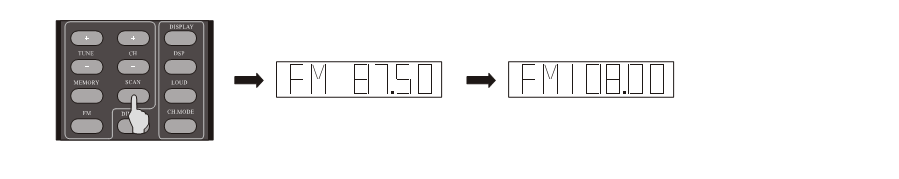 DISPLAY
+ +
TUNE CH DSP
− −
MEMORY SCAN LOUD
FM CH.MODE
FM 87.50
FM108.00